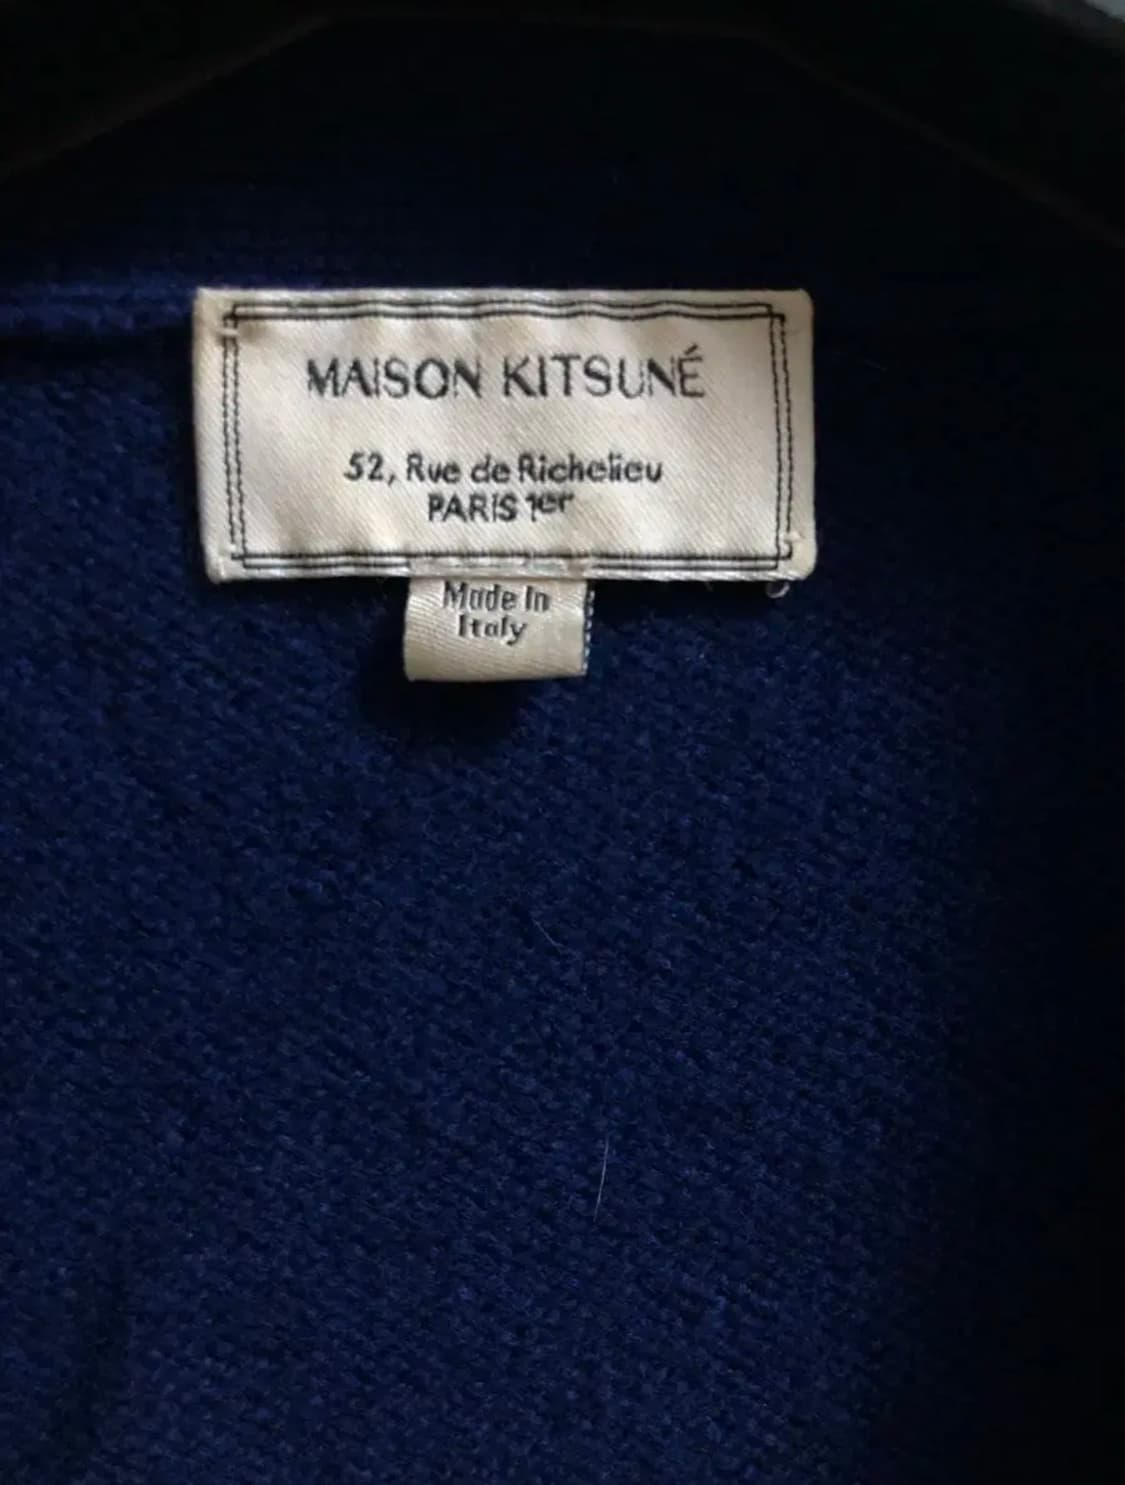 MAISON KITSUNÉ
52, Rue de Richelieu
PARIS 1er
Made In
Italy